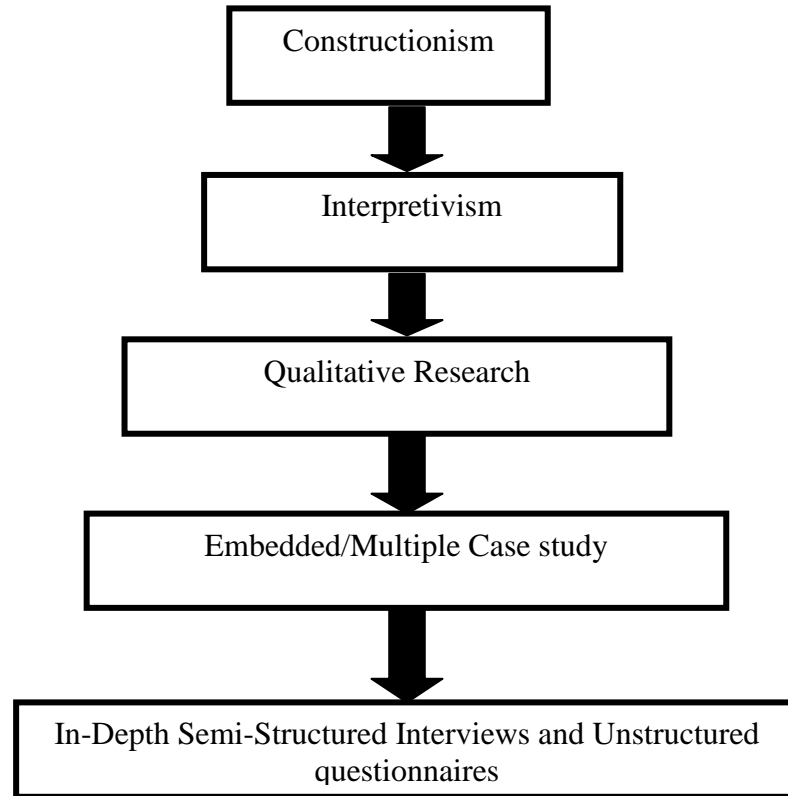 Constructionism
Interpretivism
Qualitative Research
Embedded/Multiple Case study
In-Depth Semi-Structured Interviews and Unstructured
questionnaires